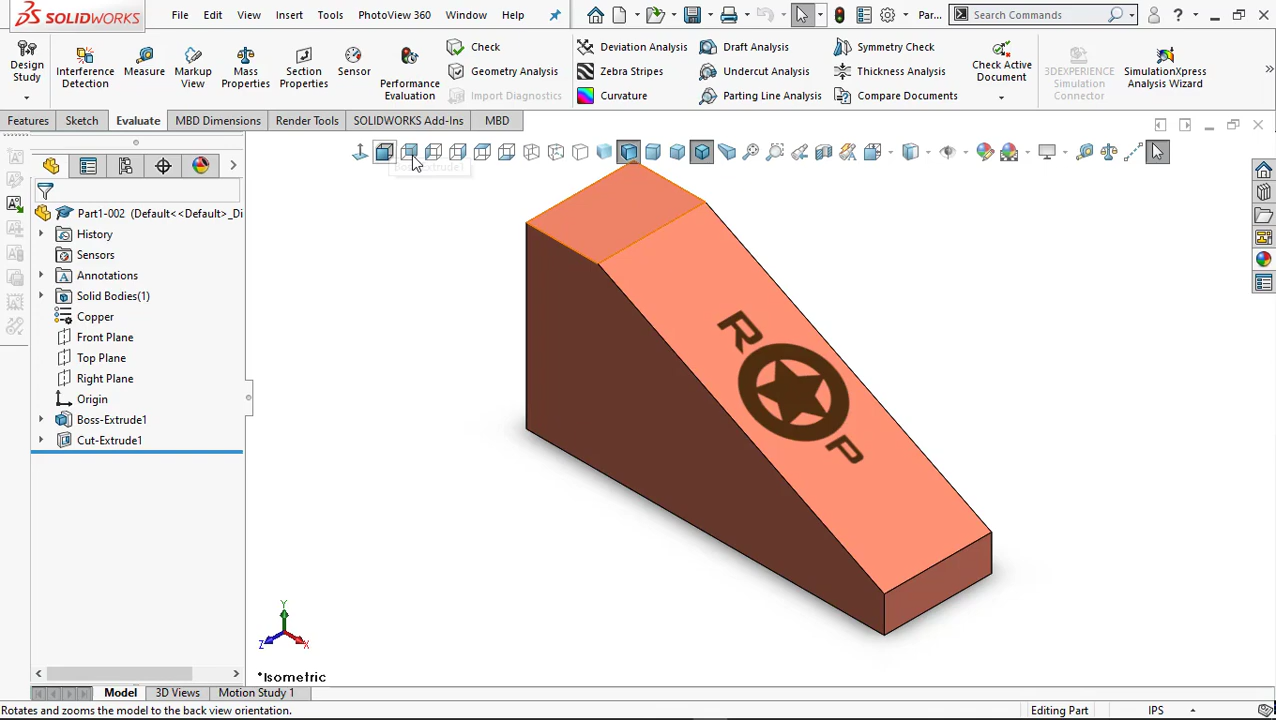 SOLIDWORKS File Edit View Insert Tools PhotoView 360 Window Help Par... Search Commands ?
Design Study
Interference Detection
Measure
Markup View
Mass Properties
Section Properties
Sensor
Performance Evaluation
Check
Geometry Analysis
Import Diagnostics
Deviation Analysis
Zebra Stripes
Curvature
Draft Analysis
Undercut Analysis
Parting Line Analysis
Symmetry Check
Thickness Analysis
Compare Documents
Check Active Document
3DEXPERIENCE Simulation Connector
SimulationXpress Analysis Wizard
Features Sketch Evaluate MBD Dimensions Render Tools SOLIDWORKS Add-Ins MBD
Boss-Extrude1
Part1-002 (Default<<Default>_Di
History
Sensors
Annotations
Solid Bodies(1)
Copper
Front Plane
Top Plane
Right Plane
Origin
Boss-Extrude1
Cut-Extrude1
R
P
Y
Z X
*Isometric
Model 3D Views Motion Study 1
Rotates and zooms the model to the back view orientation. Editing Part IPS